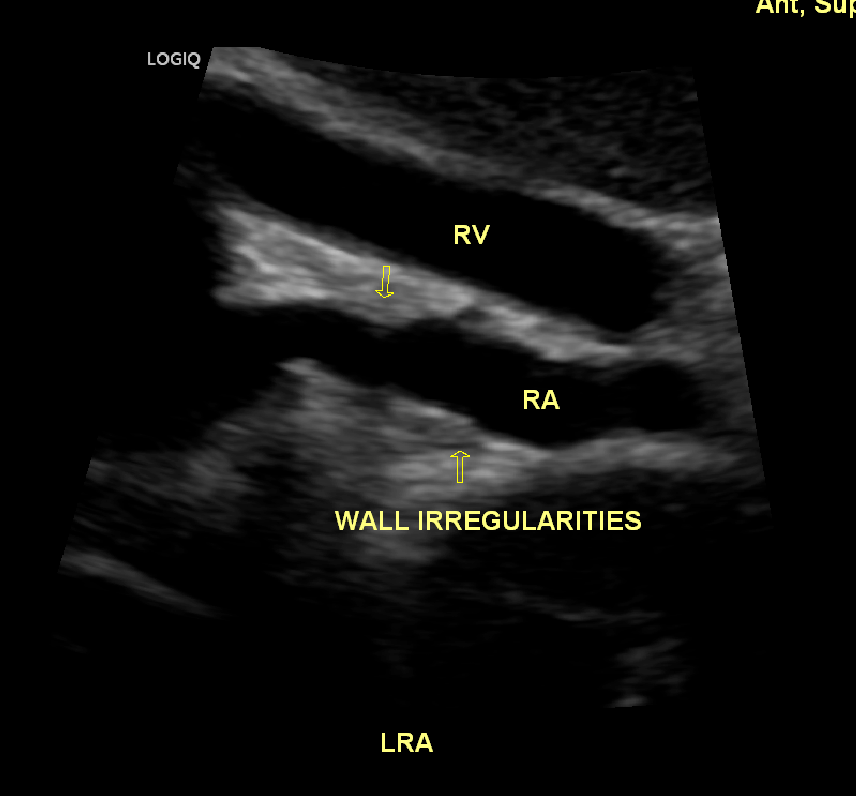 Ant, Sup
LOGIQ
RV
RA
WALL IRREGULARITIES
LRA